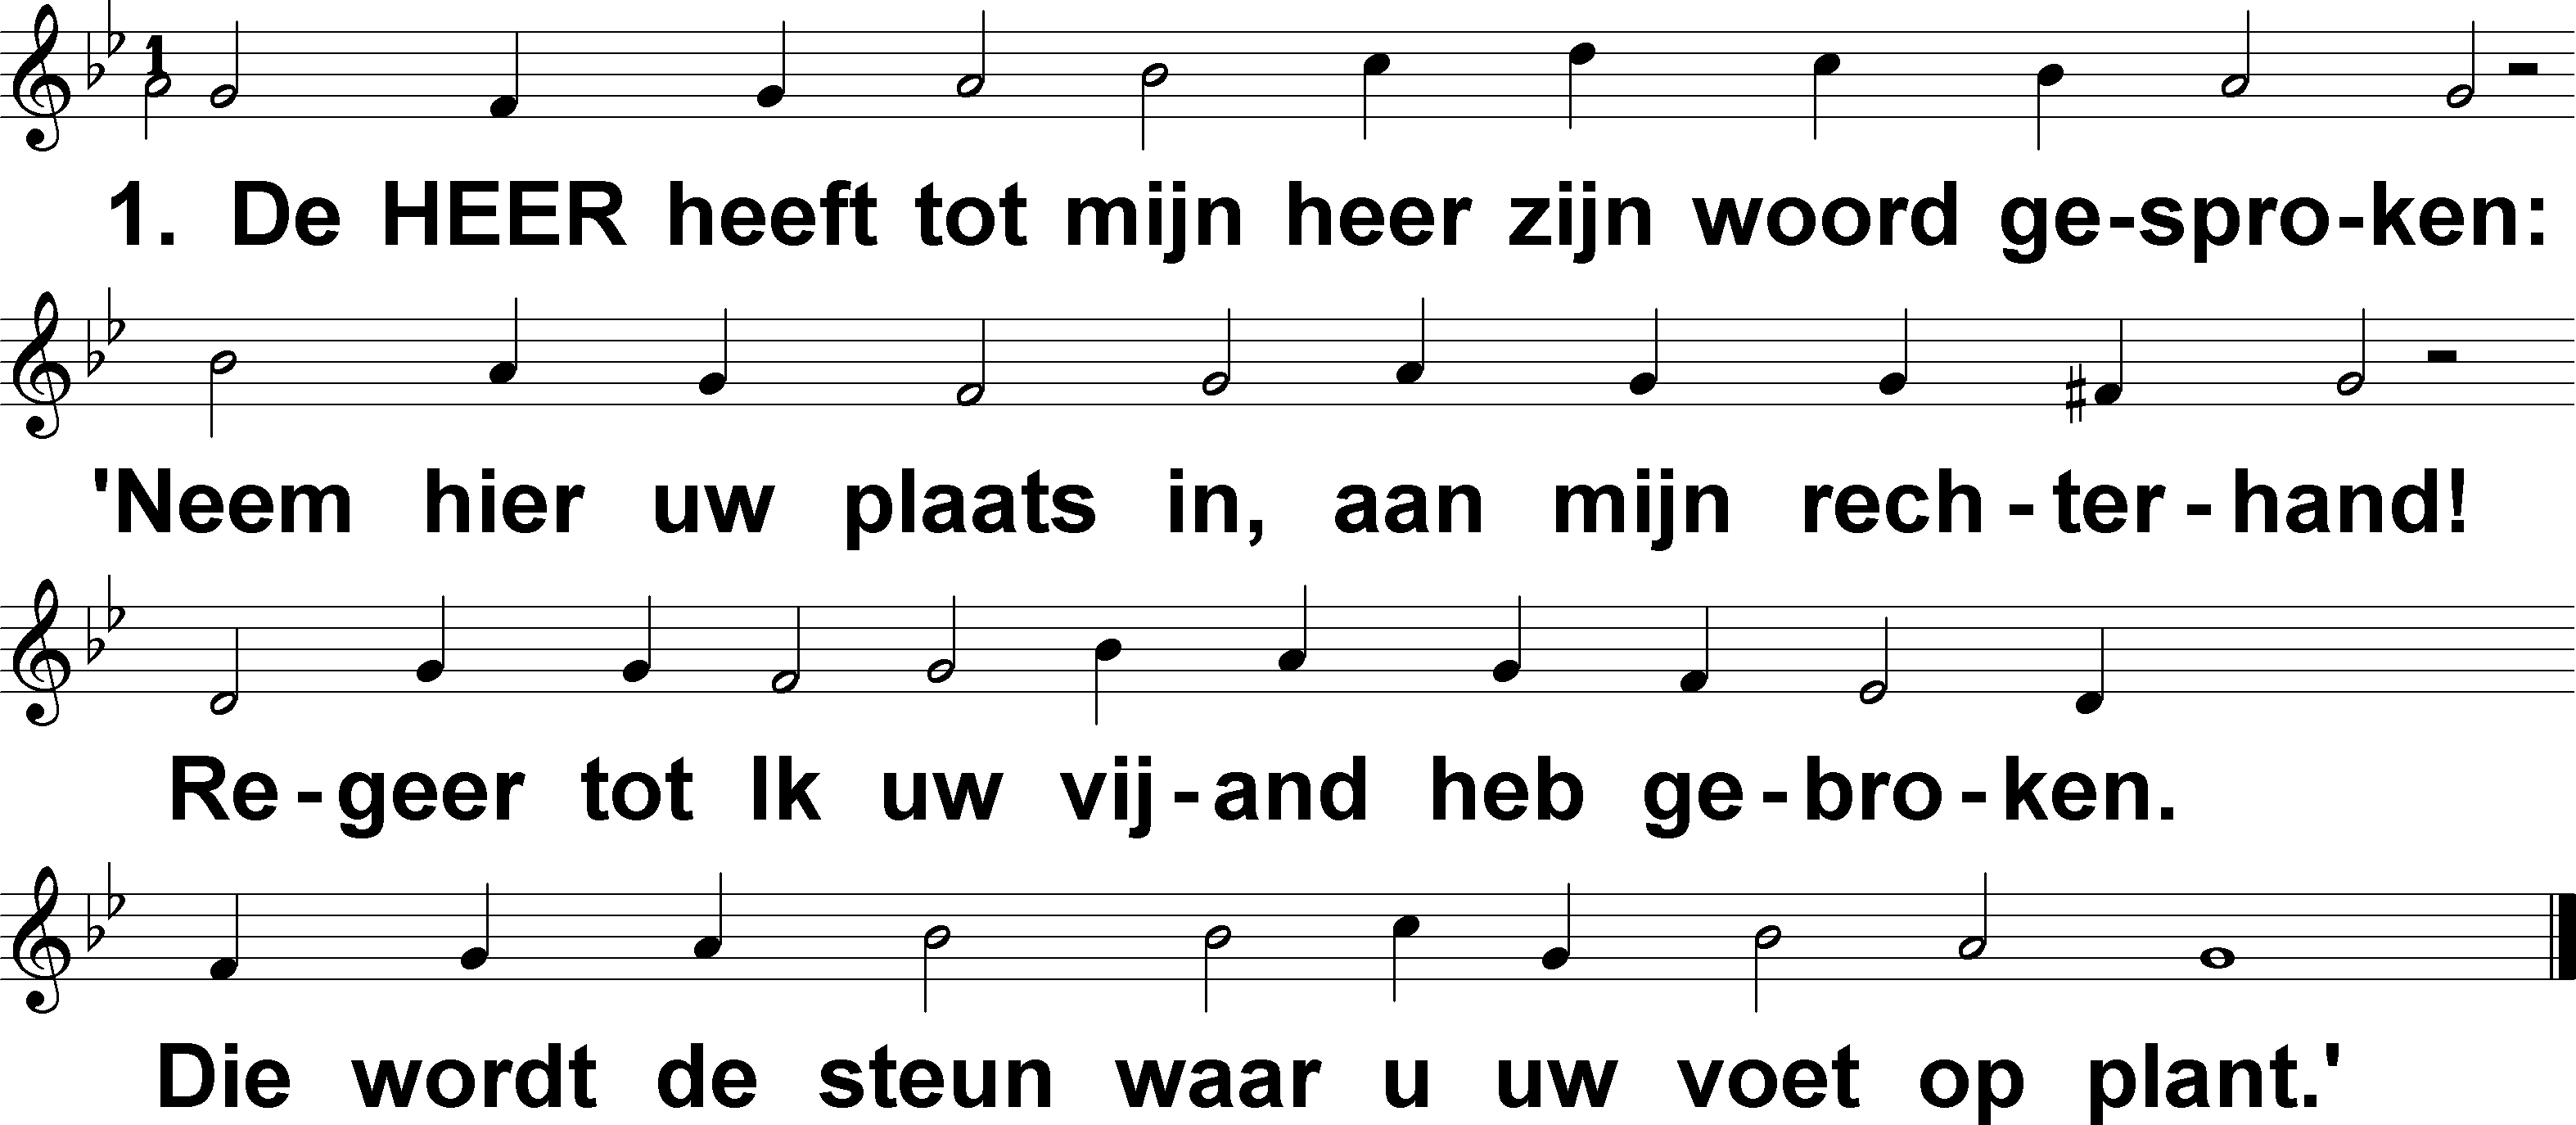 1
1. De HEER heeft tot mijn heer zijn woord ge-spro-ken:
'Neem hier uw plaats in, aan mijn rech-ter-hand!
Re-geer tot Ik uw vij-and heb ge-bro-ken.
Die wordt de steun waar u uw voet op plant.'